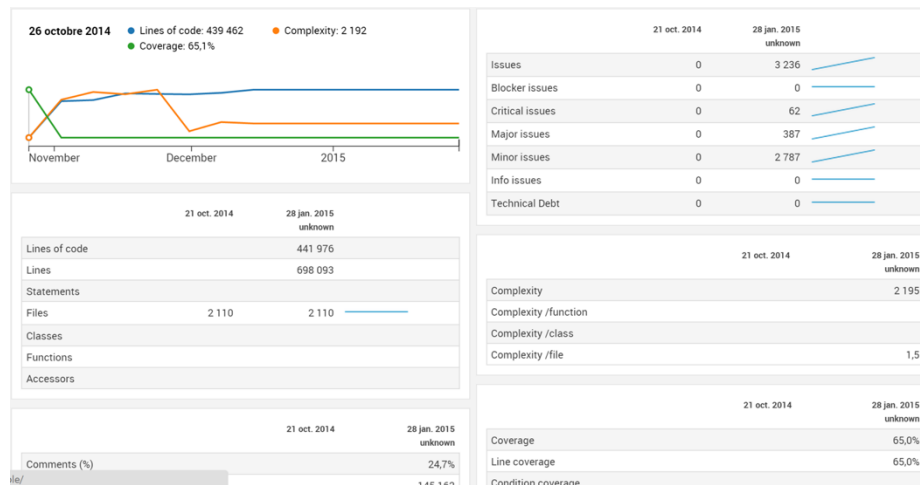 26 octobre 2014 Lines of code: 439 462 Complexity: 2 192
Coverage: 65,1%
November December 2015
21 oct. 2014 28 jan. 2015
unknown
Lines of code 441 976
Lines 698 093
Statements
Files 2 110 2 110
Classes
Functions
Accessors
21 oct. 2014 28 jan. 2015
unknown
Comments (%) 24,7%
ole/
21 oct. 2014 28 jan. 2015
unknown
Issues 0 3 236
Blocker issues 0 0
Critical issues 0 62
Major issues 0 387
Minor issues 0 2 787
Info issues 0 0
Technical Debt 0 0
21 oct. 2014 28 jan. 2015
unknown
Complexity 2 195
Complexity /function
Complexity /class
Complexity /file 1,5
21 oct. 2014 28 jan. 2015
unknown
Coverage 65,0%
Line coverage 65,0%
Condition coverage